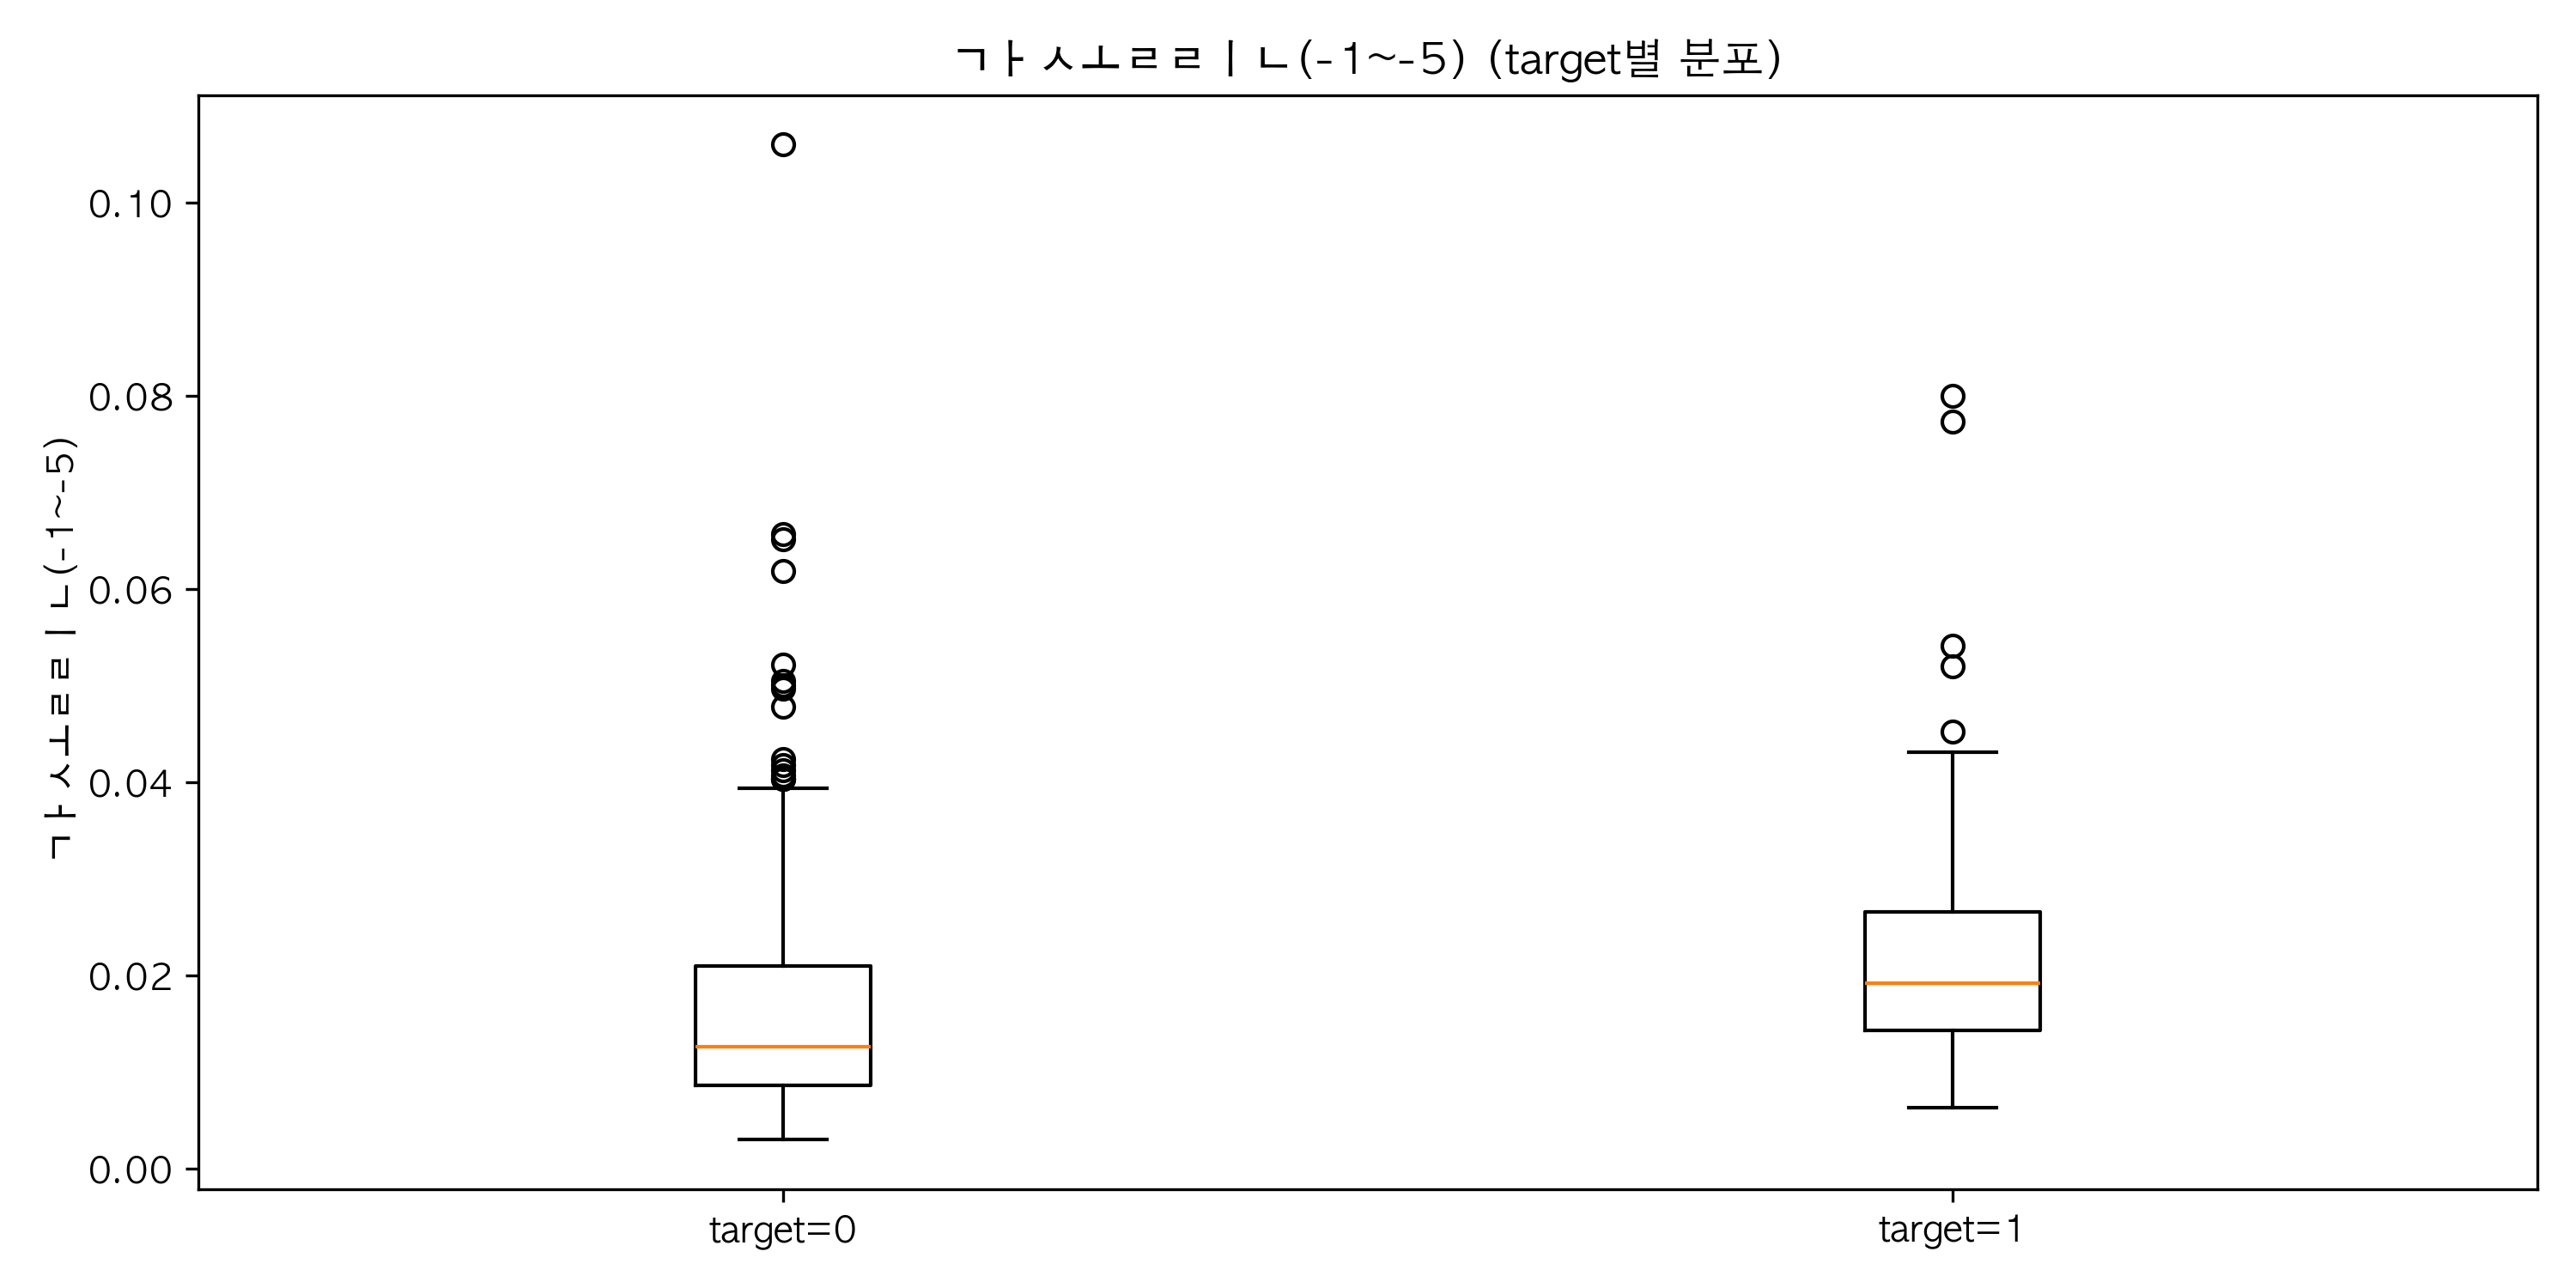 ㄱㅏㅅㅗㄹㄹㅣㄴ(-1~-5) (target별 분포)
ㄱㅏㅅㅗㄹㄹㅣㄴ(-1~-5)
0.10
0.08
0.06
0.04
0.02
0.00
target=0
target=1